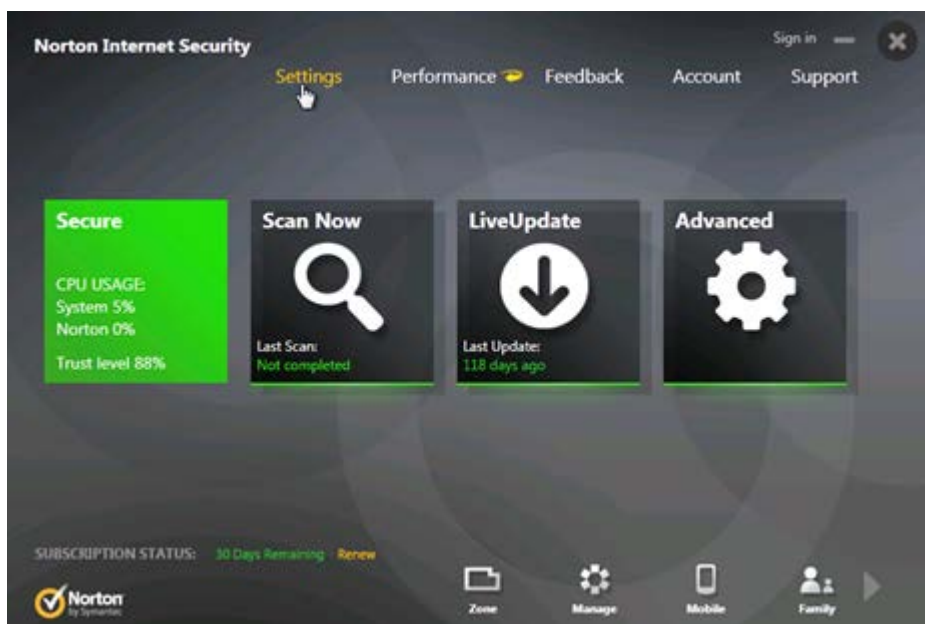 Norton Internet Security
Sign in
Settings
Performance
Feedback
Account
Support
Secure
CPU USAGE:
System 5%
Norton 0%
Trust level 88%
Scan Now
Last Scan:
Not completed
LiveUpdate
Last Update:
118 days ago
Advanced
SUBSCRIPTION STATUS: 30 Days Remaining Renew
Norton
by Symantec
Zone
Manage
Mobile
Family